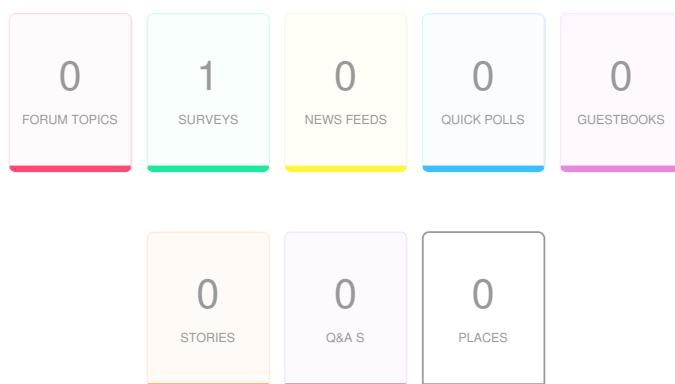 0 1 0 0 0
FORUM TOPICS SURVEYS NEWS FEEDS QUICK POLLS GUESTBOOKS
0 0 0
STORIES Q&A S PLACES